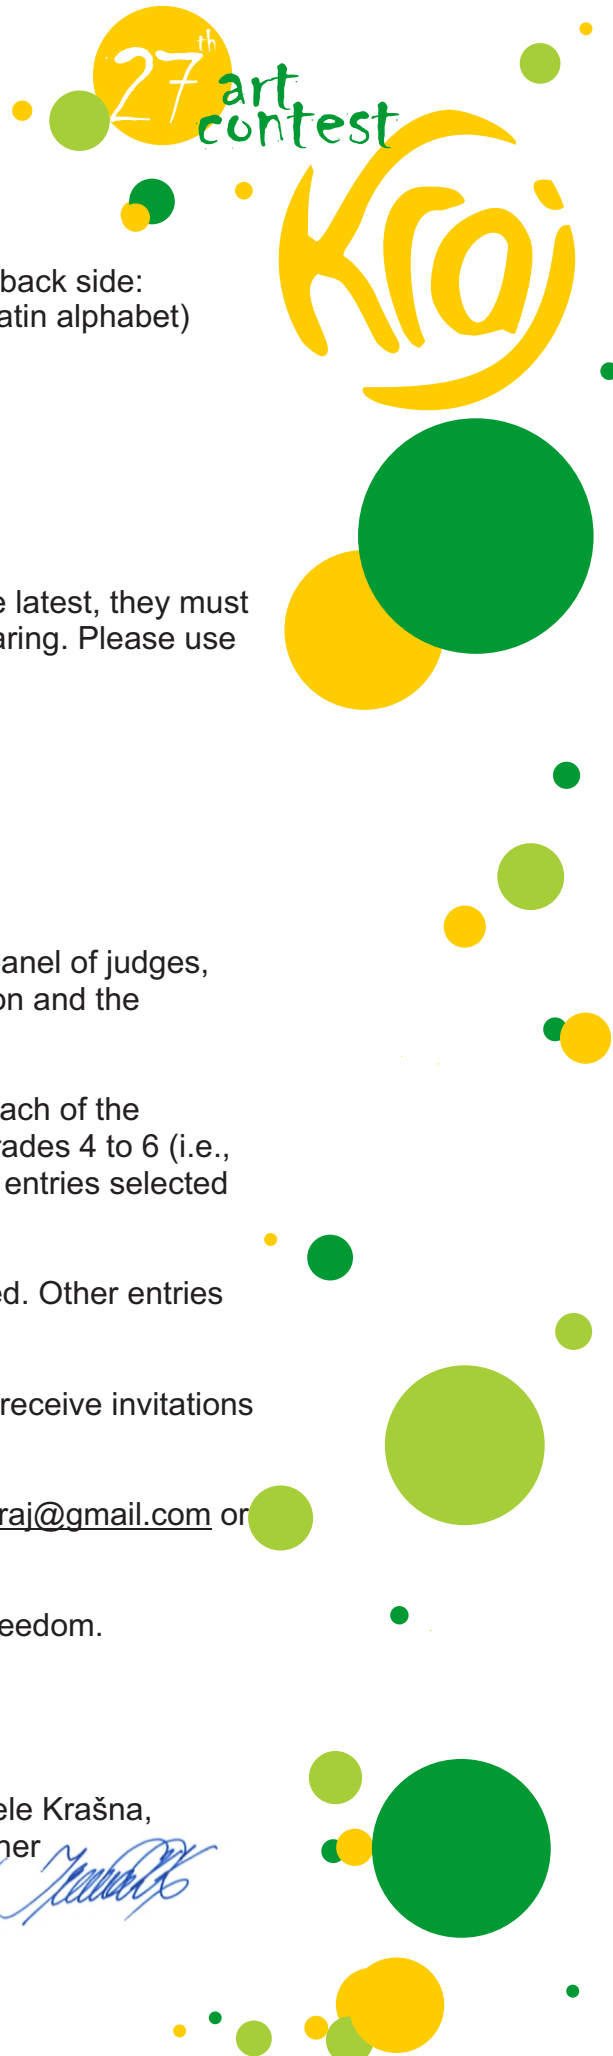 27th
art
contest
Kraj
back side:
atin alphabet)
e latest, they must
aring. Please use
anel of judges,
on and the
ach of the
rades 4 to 6 (i.e.,
entries selected
ed. Other entries
receive invitations
raj@gmail.com or
eedom.
ele Krašna,
her